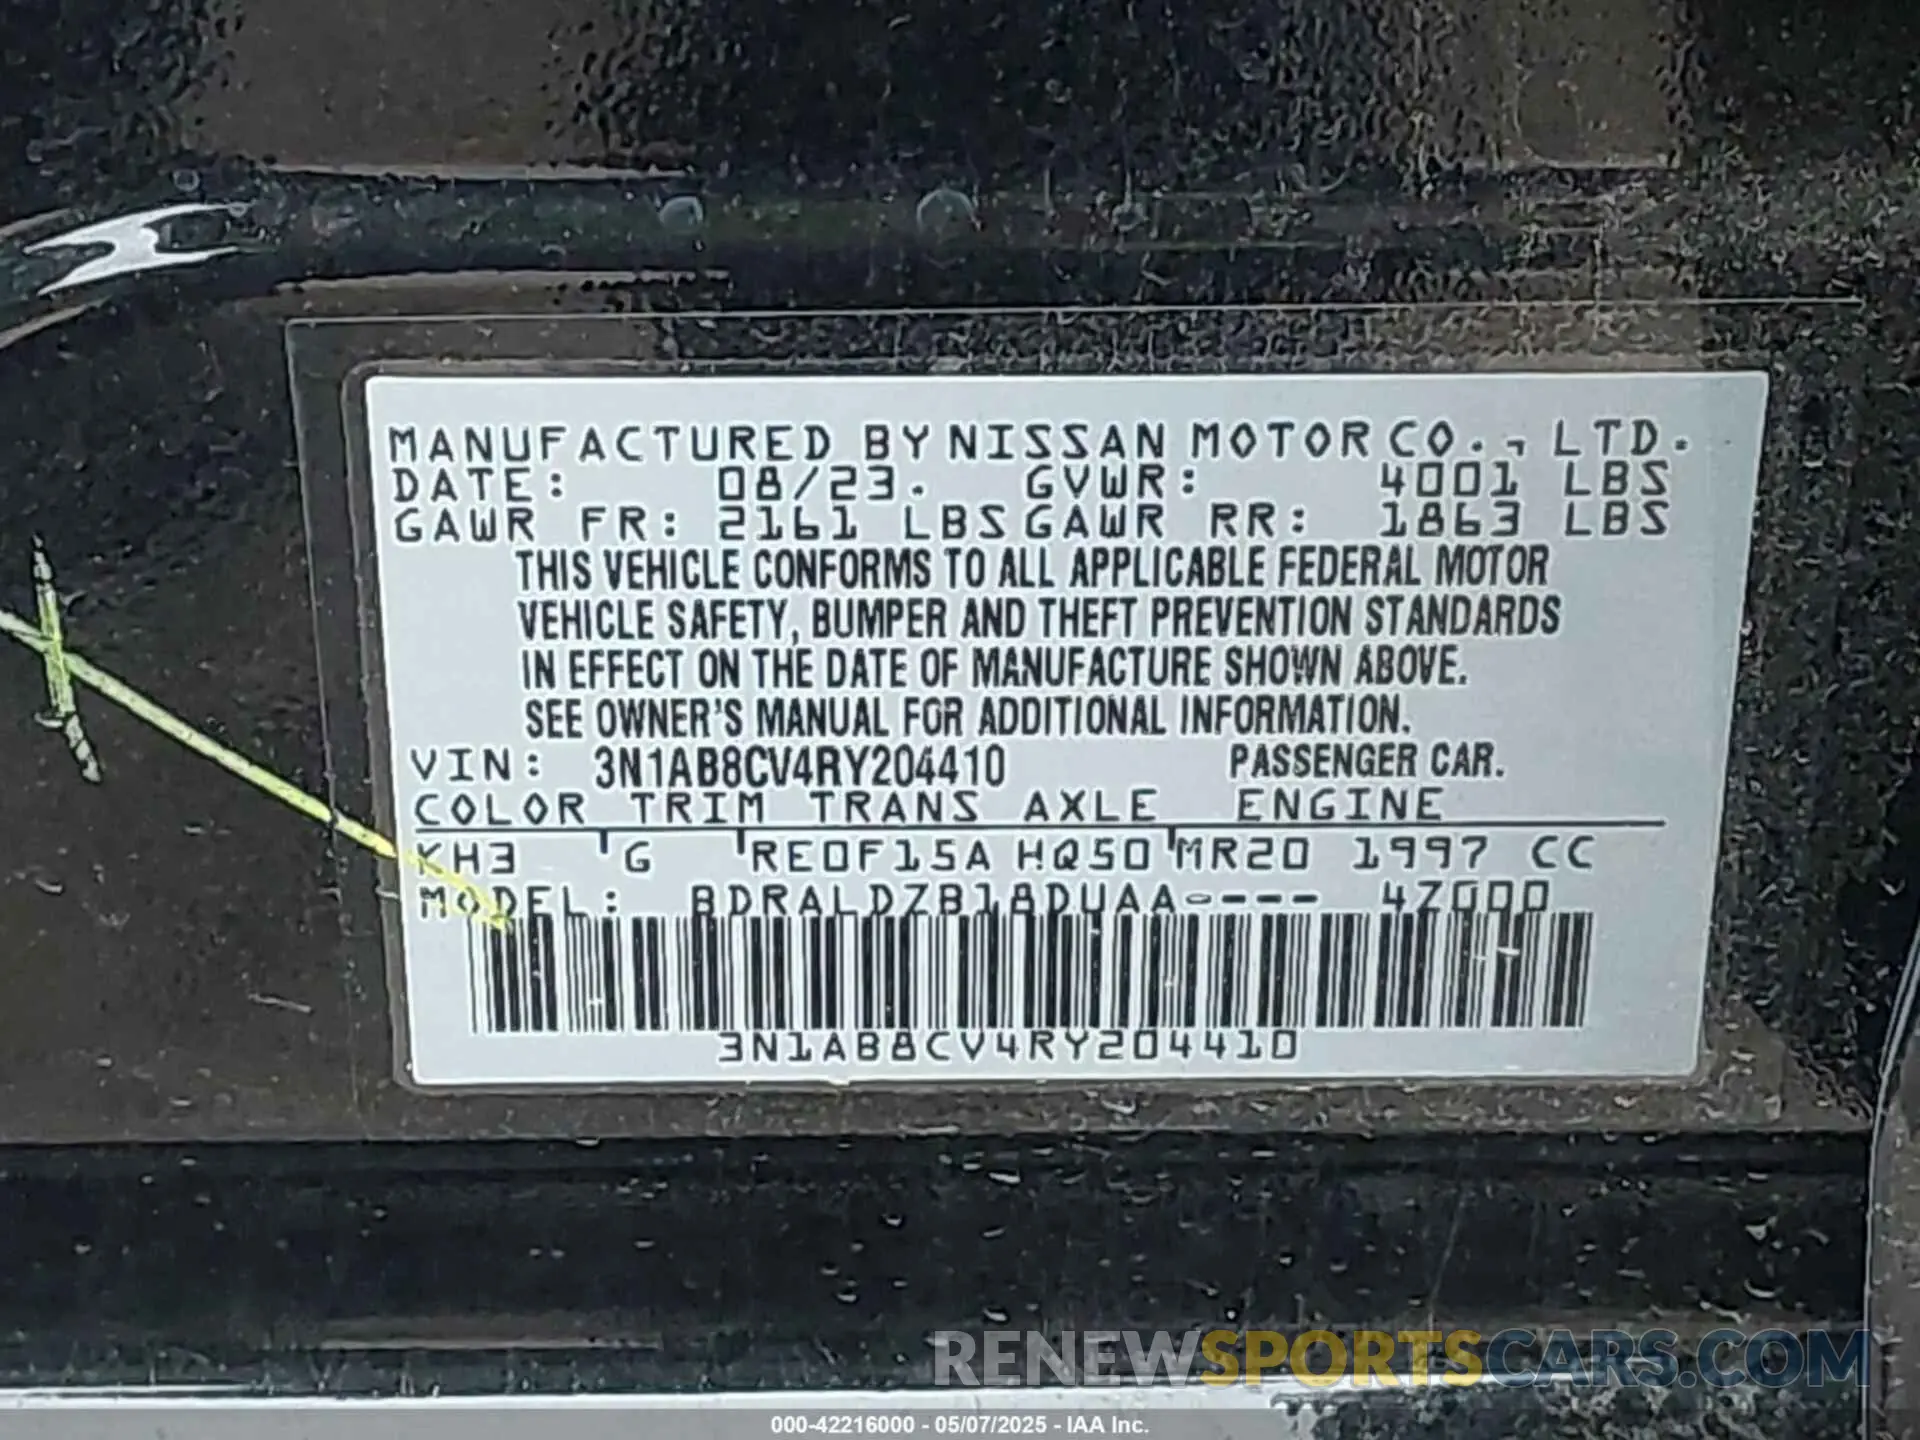 MANUFACTURED BY NISSAN MOTOR CO., LTD.
DATE: 08/23. GVWR: 4001 LBS
GAWR FR: 2161 LBS GAWR RR: 1863 LBS
THIS VEHICLE CONFORMS TO ALL APPLICABLE FEDERAL MOTOR
VEHICLE SAFETY, BUMPER AND THEFT PREVENTION STANDARDS
IN EFFECT ON THE DATE OF MANUFACTURE SHOWN ABOVE.
SEE OWNER'S MANUAL FOR ADDITIONAL INFORMATION.
VIN: 3N1AB8CV4RY204410 PASSENGER CAR.
COLOR TRIM TRANS AXLE ENGINE
KH3 G RE0F15A HQ50 MR20 1997 CC
MODEL: BDRALDZB18DUAA---- 4Z000
3N1AB8CV4RY204410
RENEWSPORTSCARS.COM
000-42216000 - 05/07/2025 - IAA Inc.